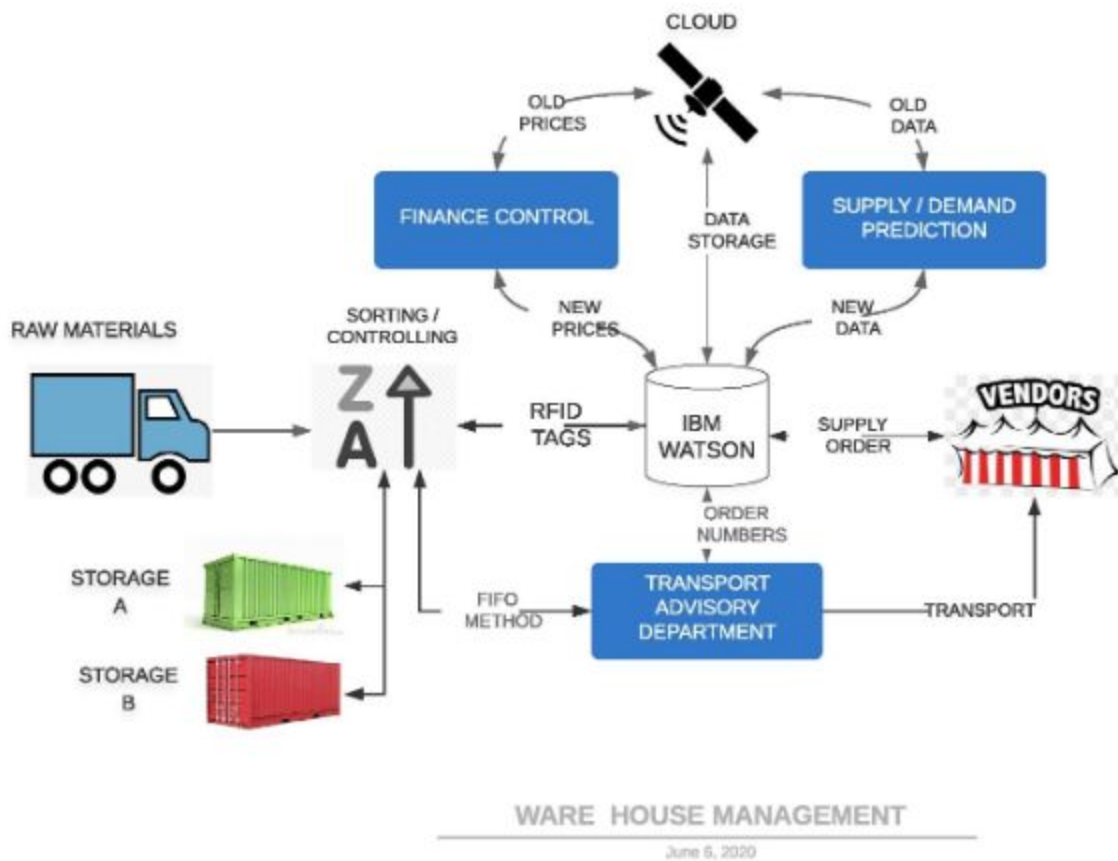 CLOUD
OLD
PRICES
OLD
DATA
FINANCE CONTROL
DATA
STORAGE
SUPPLY / DEMAND
PREDICTION
NEW
PRICES
NEW
DATA
RAW MATERIALS
SORTING /
CONTROLLING
Z
A
RFID
TAGS
IBM
WATSON
SUPPLY
ORDER
VENDORS
ORDER
NUMBERS
STORAGE
A
FIFO
METHOD
TRANSPORT
ADVISORY
DEPARTMENT
TRANSPORT
STORAGE
B
WARE HOUSE MANAGEMENT
June 6, 2020